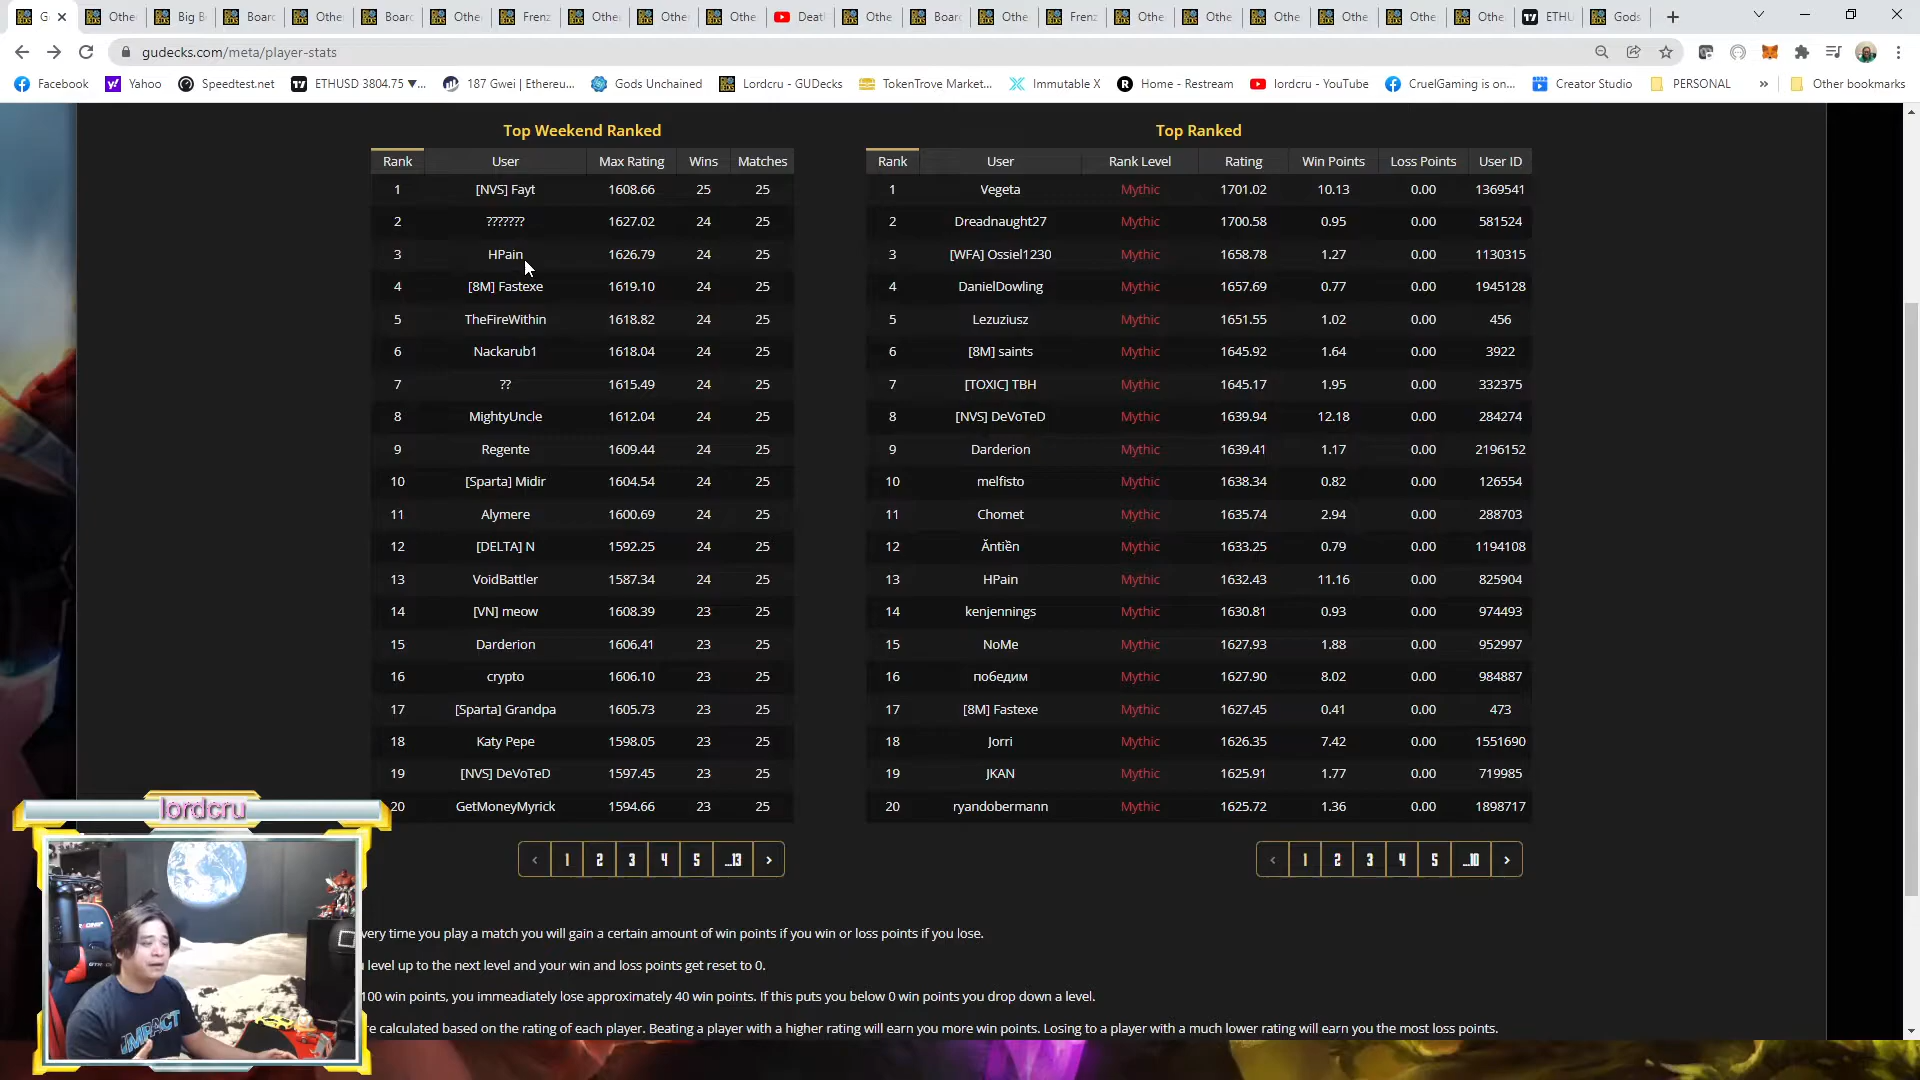 G
Othe
Big B
Board
Othe
Board
Othe
Frenz
Othe
Othe
Othe
Deat
Othe
Board
Othe
Frenz
Othe
Othe
Othe
Othe
Othe
Othe
ETHU
Gods
gudecks.com/meta/player-stats
Facebook
Yahoo
Speedtest.net
ETHUSD 3804.75 ▼...
187 Gwei | Ethereu...
Gods Unchained
Lordcru - GUDecks
TokenTrove Market...
Immutable X
Home - Restream
lordcru - YouTube
CruelGaming is on...
Creator Studio
PERSONAL
»
Other bookmarks
Top Weekend Ranked
Rank User Max Rating Wins Matches
1 [NVS] Fayt 1608.66 25 25
2 ??????? 1627.02 24 25
3 HPain 1626.79 24 25
4 [8M] Fastexe 1619.10 24 25
5 TheFireWithin 1618.82 24 25
6 Nackarub1 1618.04 24 25
7 ?? 1615.49 24 25
8 MightyUncle 1612.04 24 25
9 Regente 1609.44 24 25
10 [Sparta] Midir 1604.54 24 25
11 Alymere 1600.69 24 25
12 [DELTA] N 1592.25 24 25
13 VoidBattler 1587.34 24 25
14 [VN] meow 1608.39 23 25
15 Darderion 1606.41 23 25
16 crypto 1606.10 23 25
17 [Sparta] Grandpa 1605.73 23 25
18 Katy Pepe 1598.05 23 25
19 [NVS] DeVoTeD 1597.45 23 25
20 GetMoneyMyrick 1594.66 23 25
‹ 1 2 3 4 5 ...13 ›
Top Ranked
Rank User Rank Level Rating Win Points Loss Points User ID
1 Vegeta Mythic 1701.02 10.13 0.00 1369541
2 Dreadnaught27 Mythic 1700.58 0.95 0.00 581524
3 [WFA] Ossiel1230 Mythic 1658.78 1.27 0.00 1130315
4 DanielDowling Mythic 1657.69 0.77 0.00 1945128
5 Lezuziusz Mythic 1651.55 1.02 0.00 456
6 [8M] saints Mythic 1645.92 1.64 0.00 3922
7 [TOXIC] TBH Mythic 1645.17 1.95 0.00 332375
8 [NVS] DeVoTeD Mythic 1639.94 12.18 0.00 284274
9 Darderion Mythic 1639.41 1.17 0.00 2196152
10 melfisto Mythic 1638.34 0.82 0.00 126554
11 Chomet Mythic 1635.74 2.94 0.00 288703
12 Ăntiền Mythic 1633.25 0.79 0.00 1194108
13 HPain Mythic 1632.43 11.16 0.00 825904
14 kenjennings Mythic 1630.81 0.93 0.00 974493
15 NoMe Mythic 1627.93 1.88 0.00 952997
16 победим Mythic 1627.90 8.02 0.00 984887
17 [8M] Fastexe Mythic 1627.45 0.41 0.00 473
18 Jorri Mythic 1626.35 7.42 0.00 1551690
19 JKAN Mythic 1625.91 1.77 0.00 719985
20 ryandobermann Mythic 1625.72 1.36 0.00 1898717
‹ 1 2 3 4 5 ...10 ›
very time you play a match you will gain a certain amount of win points if you win or loss points if you lose.
level up to the next level and your win and loss points get reset to 0.
100 win points, you immeadiately lose approximately 40 win points. If this puts you below 0 win points you drop down a level.
re calculated based on the rating of each player. Beating a player with a higher rating will earn you more win points. Losing to a player with a much lower rating will earn you the most loss points.
lordcru
IMPACT